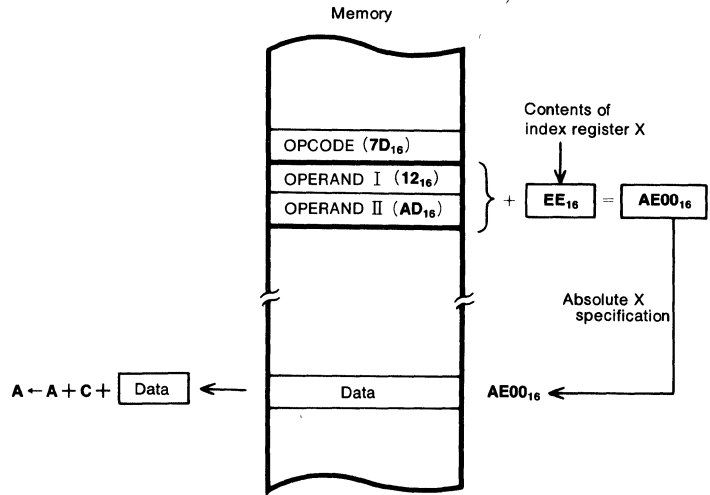 Memory
Contents of
index register X
OPCODE (7D₁₆)
OPERAND Ⅰ (12₁₆)
OPERAND Ⅱ (AD₁₆)
+ EE₁₆ = AE00₁₆
Absolute X
specification
A ← A + C + Data
Data
AE00₁₆